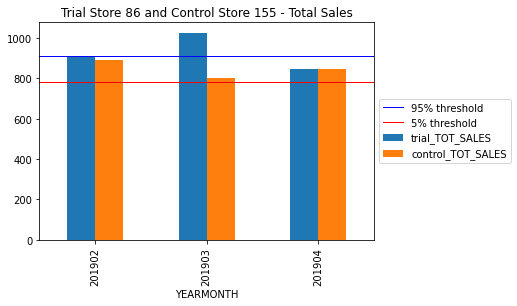 Trial Store 86 and Control Store 155 - Total Sales
1000
800
600
400
200
0
201902
201903
201904
YEARMONTH
95% threshold
5% threshold
trial_TOT_SALES
control_TOT_SALES